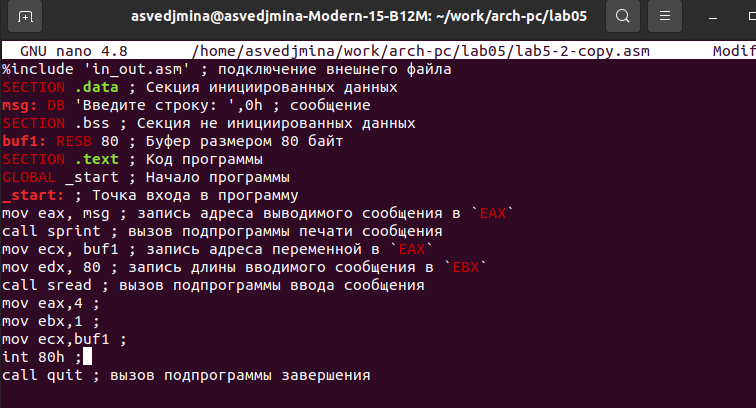 asvedjmina@asvedjmina-Modern-15-B12M: ~/work/arch-pc/lab05
GNU nano 4.8 /home/asvedjmina/work/arch-pc/lab05/lab5-2-copy.asm Modif
%include 'in_out.asm' ; подключение внешнего файла
SECTION .data ; Секция инициированных данных
msg: DB 'Введите строку: ',0h ; сообщение
SECTION .bss ; Секция не инициированных данных
buf1: RESB 80 ; Буфер размером 80 байт
SECTION .text ; Код программы
GLOBAL _start ; Начало программы
_start: ; Точка входа в программу
mov eax, msg ; запись адреса выводимого сообщения в `EAX`
call sprint ; вызов подпрограммы печати сообщения
mov ecx, buf1 ; запись адреса переменной в `EAX`
mov edx, 80 ; запись длины вводимого сообщения в `EBX`
call sread ; вызов подпрограммы ввода сообщения
mov eax,4 ;
mov ebx,1 ;
mov ecx,buf1 ;
int 80h ;
call quit ; вызов подпрограммы завершения